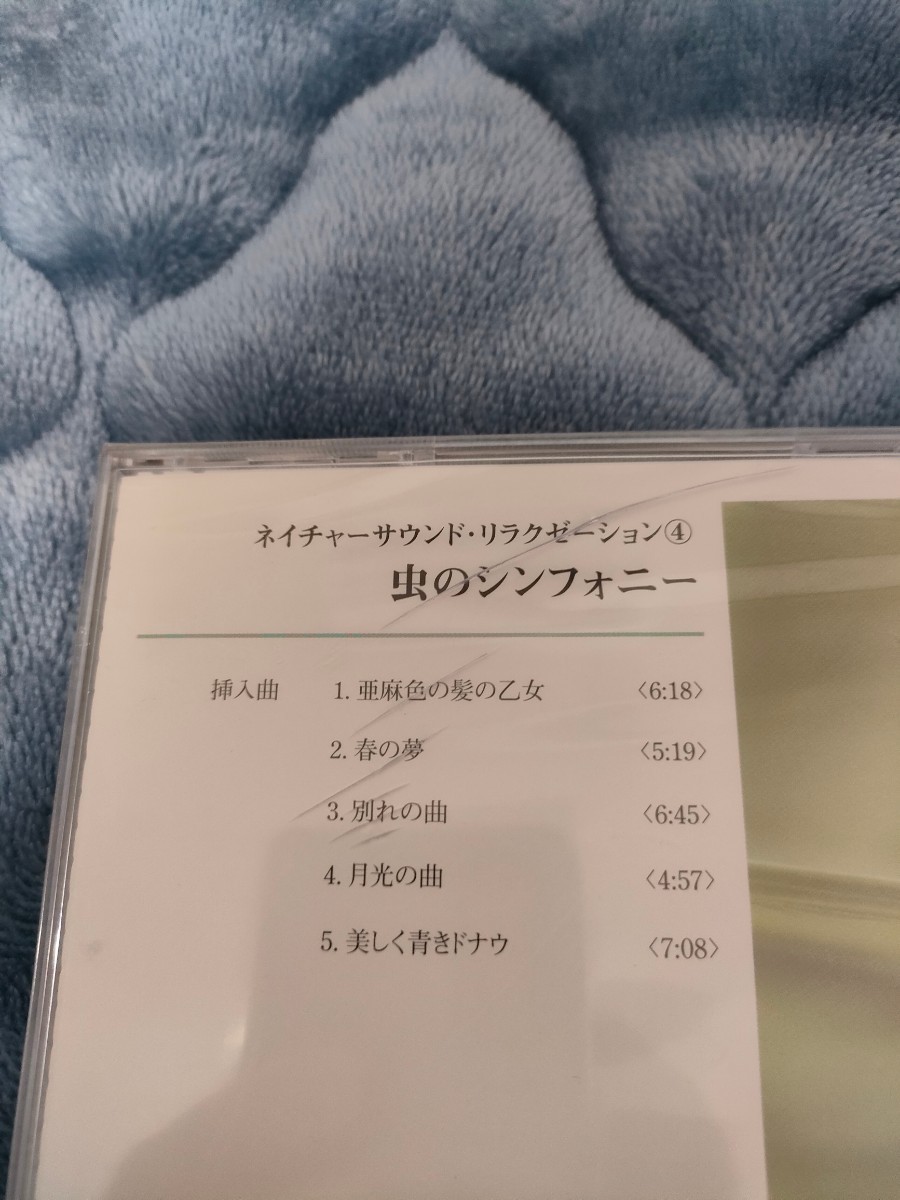 ネイチャーサウンド・リラクゼーション④
虫のシンフォニー
挿入曲 1. 亜麻色の髪の乙女 〈6:18〉
2. 春の夢 〈5:19〉
3. 別れの曲 〈6:45〉
4. 月光の曲 〈4:57〉
5. 美しく青きドナウ 〈7:08〉